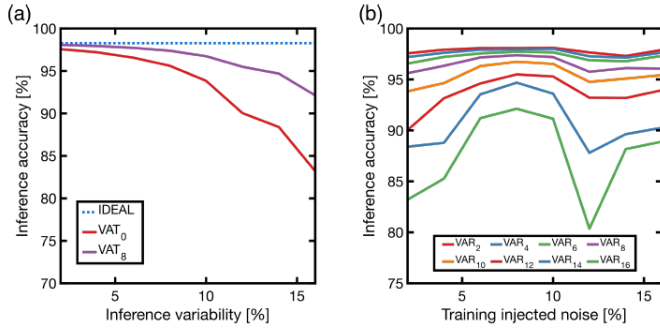 (a)
100
95
90
85
80
75
70
5
10
15
Inference accuracy [%]
Inference variability [%]
IDEAL
VAT₀
VAT₈
(b)
100
95
90
85
80
75
5
10
15
Inference accuracy [%]
Training injected noise [%]
VAR₂ VAR₄ VAR₆ VAR₈
VAR₁₀ VAR₁₂ VAR₁₄ VAR₁₆